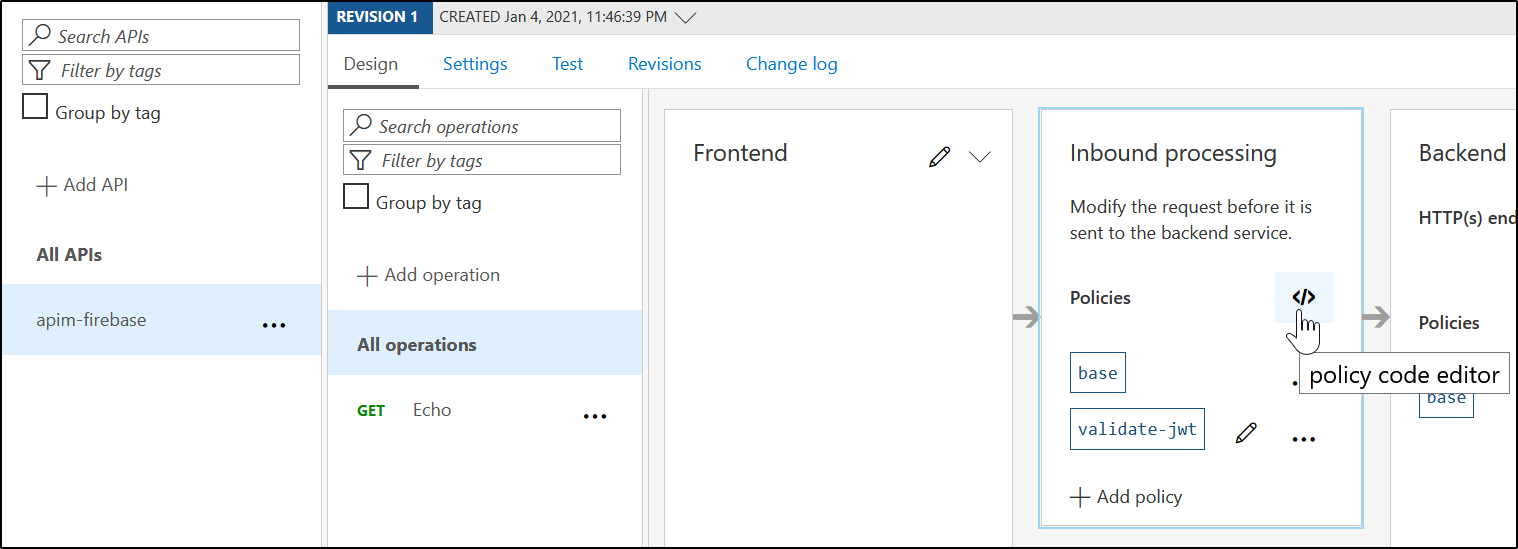 Search APIs
Filter by tags
Group by tag
Add API
All APIs
apim-firebase
REVISION 1
CREATED Jan 4, 2021, 11:46:39 PM
Design
Settings
Test
Revisions
Change log
Search operations
Filter by tags
Group by tag
Add operation
All operations
GET Echo
Frontend
Inbound processing
Modify the request before it is
sent to the backend service.
Policies
</>
policy code editor
base
validate-jwt
Add policy
Backend
HTTP(s) end
Policies
base